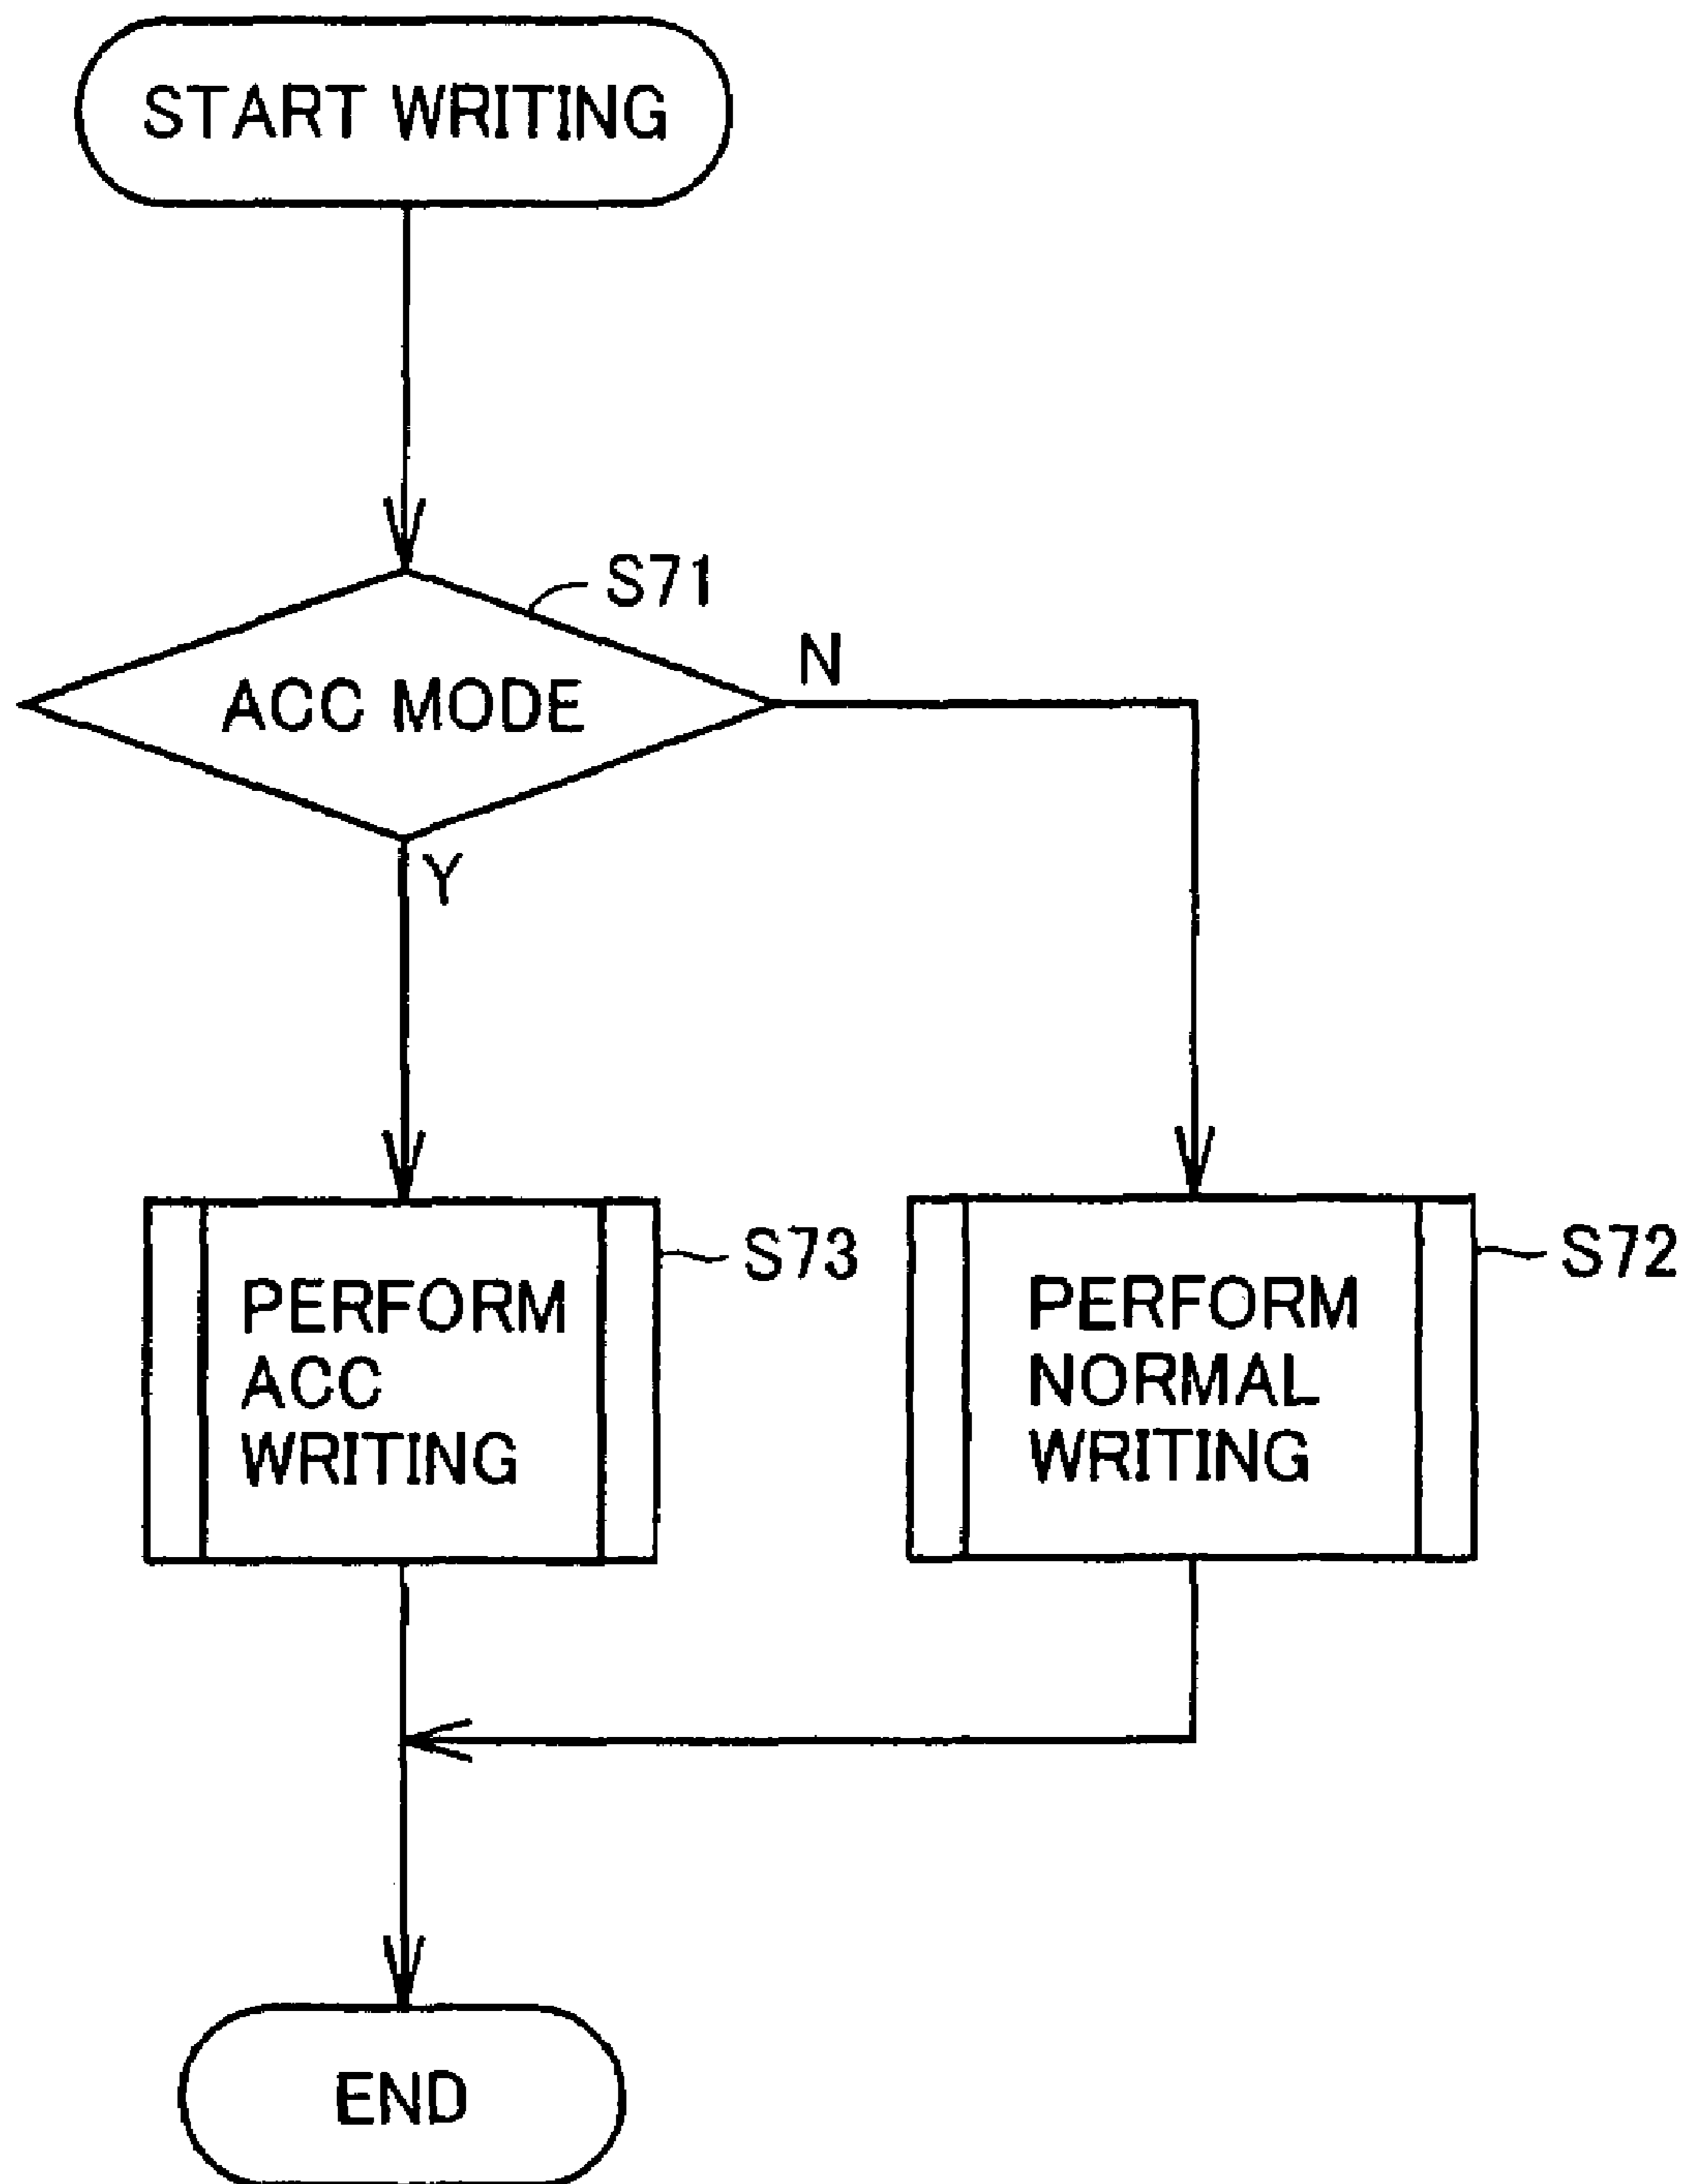 START WRITING
S71
ACC MODE
N
Y
PERFORM
ACC
WRITING
S73
PERFORM
NORMAL
WRITING
S72
END